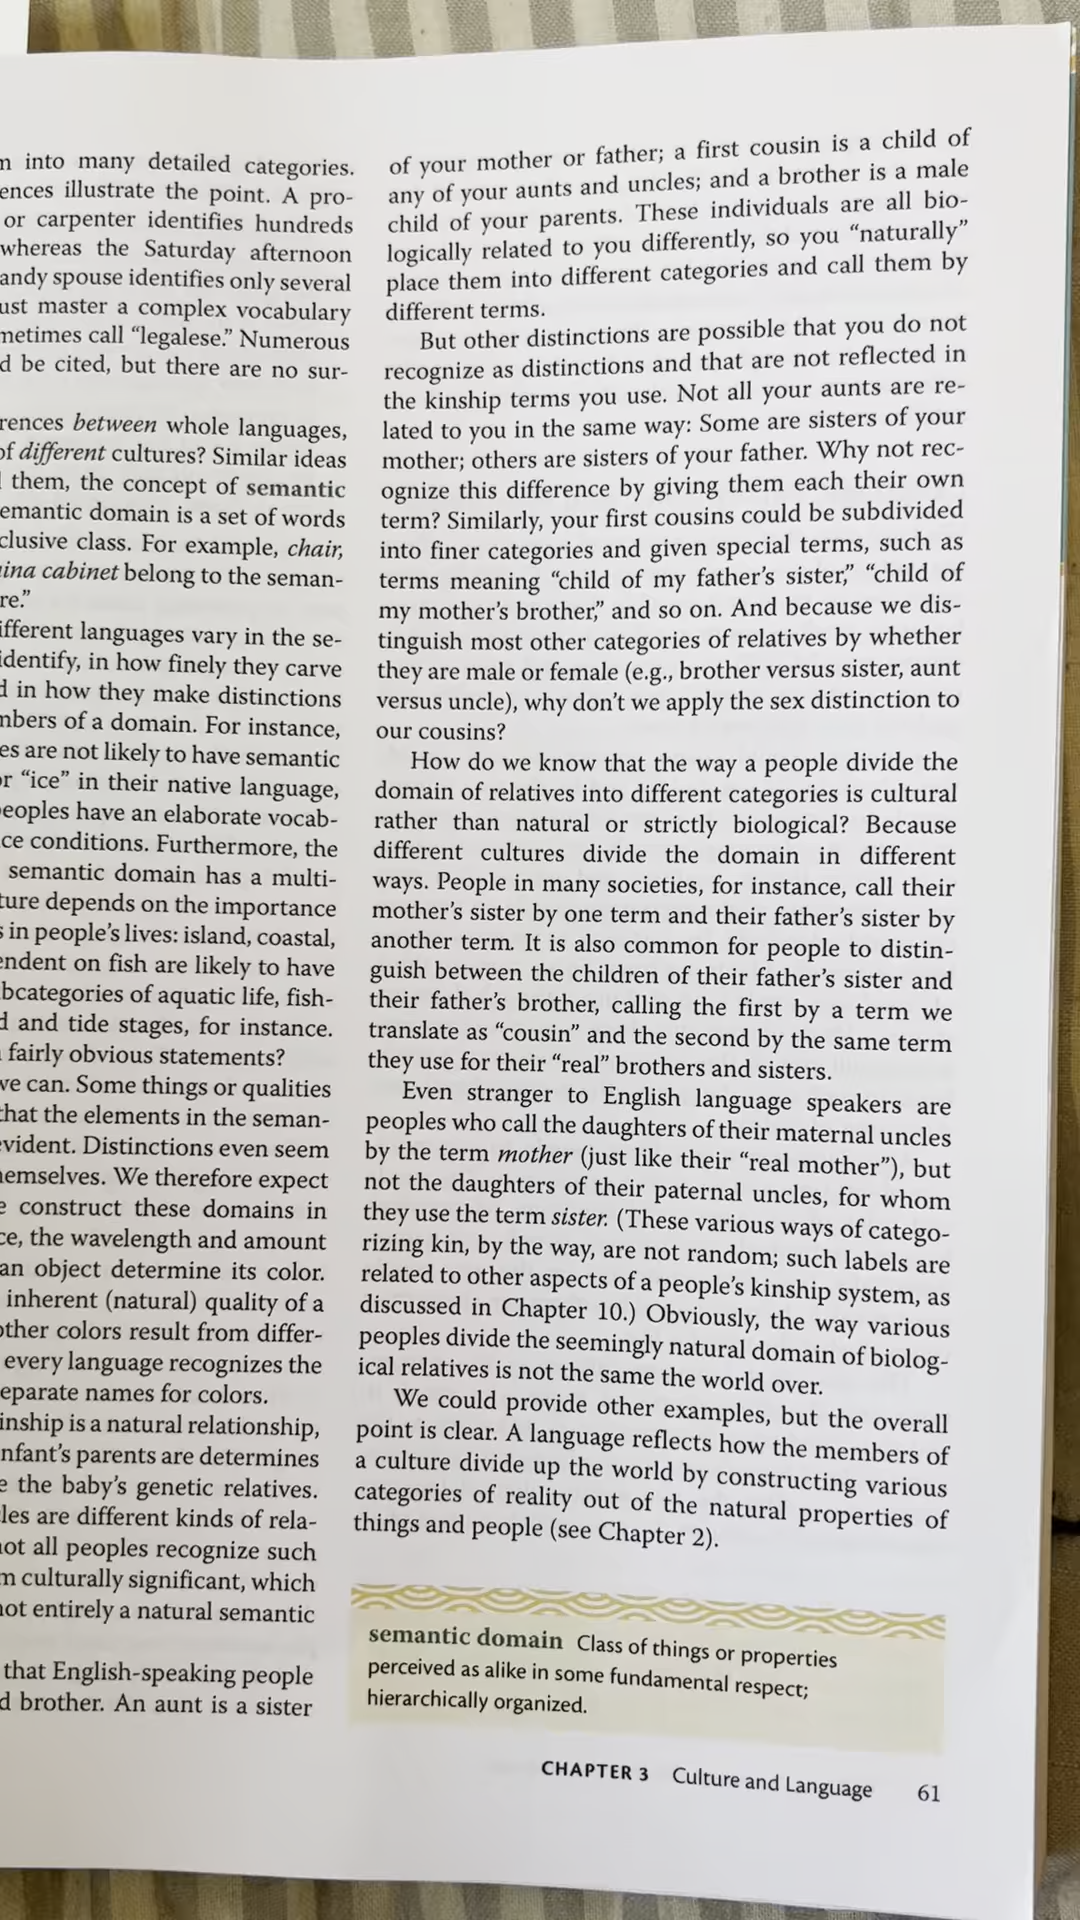 into many detailed categories.
illustrate the point. A pro-
or carpenter identifies hundreds
whereas the Saturday afternoon
spouse identifies only several
master a complex vocabulary
call “legalese.” Numerous
be cited, but there are no sur-
between whole languages,
different cultures? Similar ideas
them, the concept of semantic
domain is a set of words
class. For example, chair,
cabinet belong to the seman-
different languages vary in the se-
identify, in how finely they carve
in how they make distinctions
of a domain. For instance,
are not likely to have semantic
“ice” in their native language,
have an elaborate vocab-
conditions. Furthermore, the
semantic domain has a multi-
depends on the importance
in people’s lives: island, coastal,
on fish are likely to have
of aquatic life, fish-
and tide stages, for instance.
fairly obvious statements?
we can. Some things or qualities
that the elements in the seman-
Distinctions even seem
We therefore expect
construct these domains in
the wavelength and amount
an object determine its color.
inherent (natural) quality of a
other colors result from differ-
every language recognizes the
separate names for colors.
is a natural relationship,
parents are determines
the baby’s genetic relatives.
are different kinds of rela-
not all peoples recognize such
culturally significant, which
not entirely a natural semantic
that English-speaking people
brother. An aunt is a sister
of your mother or father; a first cousin is a child of
any of your aunts and uncles; and a brother is a male
child of your parents. These individuals are all bio-
logically related to you differently, so you “naturally”
place them into different categories and call them by
different terms.
But other distinctions are possible that you do not
recognize as distinctions and that are not reflected in
the kinship terms you use. Not all your aunts are re-
lated to you in the same way: Some are sisters of your
mother; others are sisters of your father. Why not rec-
ognize this difference by giving them each their own
term? Similarly, your first cousins could be subdivided
into finer categories and given special terms, such as
terms meaning “child of my father’s sister,” “child of
my mother’s brother,” and so on. And because we dis-
tinguish most other categories of relatives by whether
they are male or female (e.g., brother versus sister, aunt
versus uncle), why don’t we apply the sex distinction to
our cousins?
How do we know that the way a people divide the
domain of relatives into different categories is cultural
rather than natural or strictly biological? Because
different cultures divide the domain in different
ways. People in many societies, for instance, call their
mother’s sister by one term and their father’s sister by
another term. It is also common for people to distin-
guish between the children of their father’s sister and
their father’s brother, calling the first by a term we
translate as “cousin” and the second by the same term
they use for their “real” brothers and sisters.
Even stranger to English language speakers are
peoples who call the daughters of their maternal uncles
by the term mother (just like their “real mother”), but
not the daughters of their paternal uncles, for whom
they use the term sister. (These various ways of catego-
rizing kin, by the way, are not random; such labels are
related to other aspects of a people’s kinship system, as
discussed in Chapter 10.) Obviously, the way various
peoples divide the seemingly natural domain of biolog-
ical relatives is not the same the world over.
We could provide other examples, but the overall
point is clear. A language reflects how the members of
a culture divide up the world by constructing various
categories of reality out of the natural properties of
things and people (see Chapter 2).
semantic domain Class of things or properties
perceived as alike in some fundamental respect;
hierarchically organized.
CHAPTER 3 Culture and Language 61